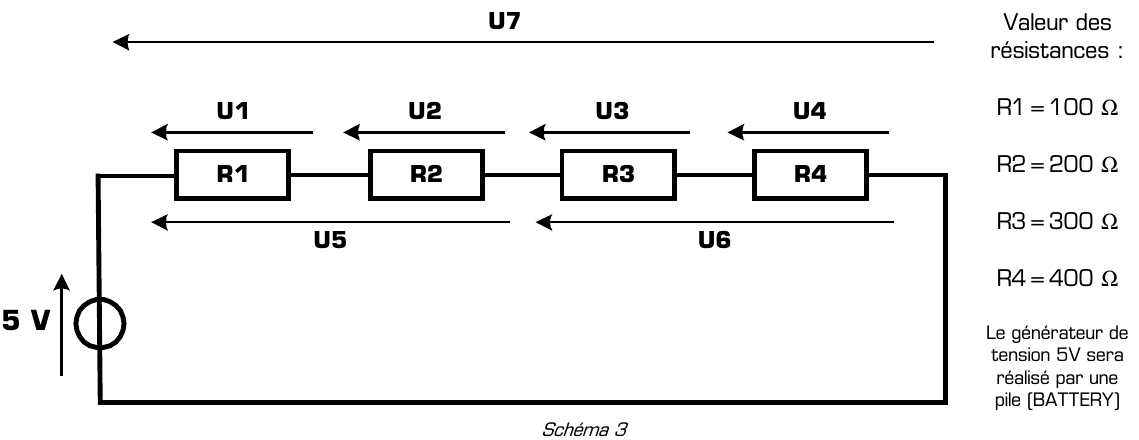 U7
Valeur des
résistances :
U1
U2
U3
U4
R1 = 100 Ω
R1
R2
R3
R4
R2 = 200 Ω
U5
U6
R3 = 300 Ω
R4 = 400 Ω
5 V
Le générateur de
tension 5V sera
réalisé par une
pile (BATTERY)
Schéma 3